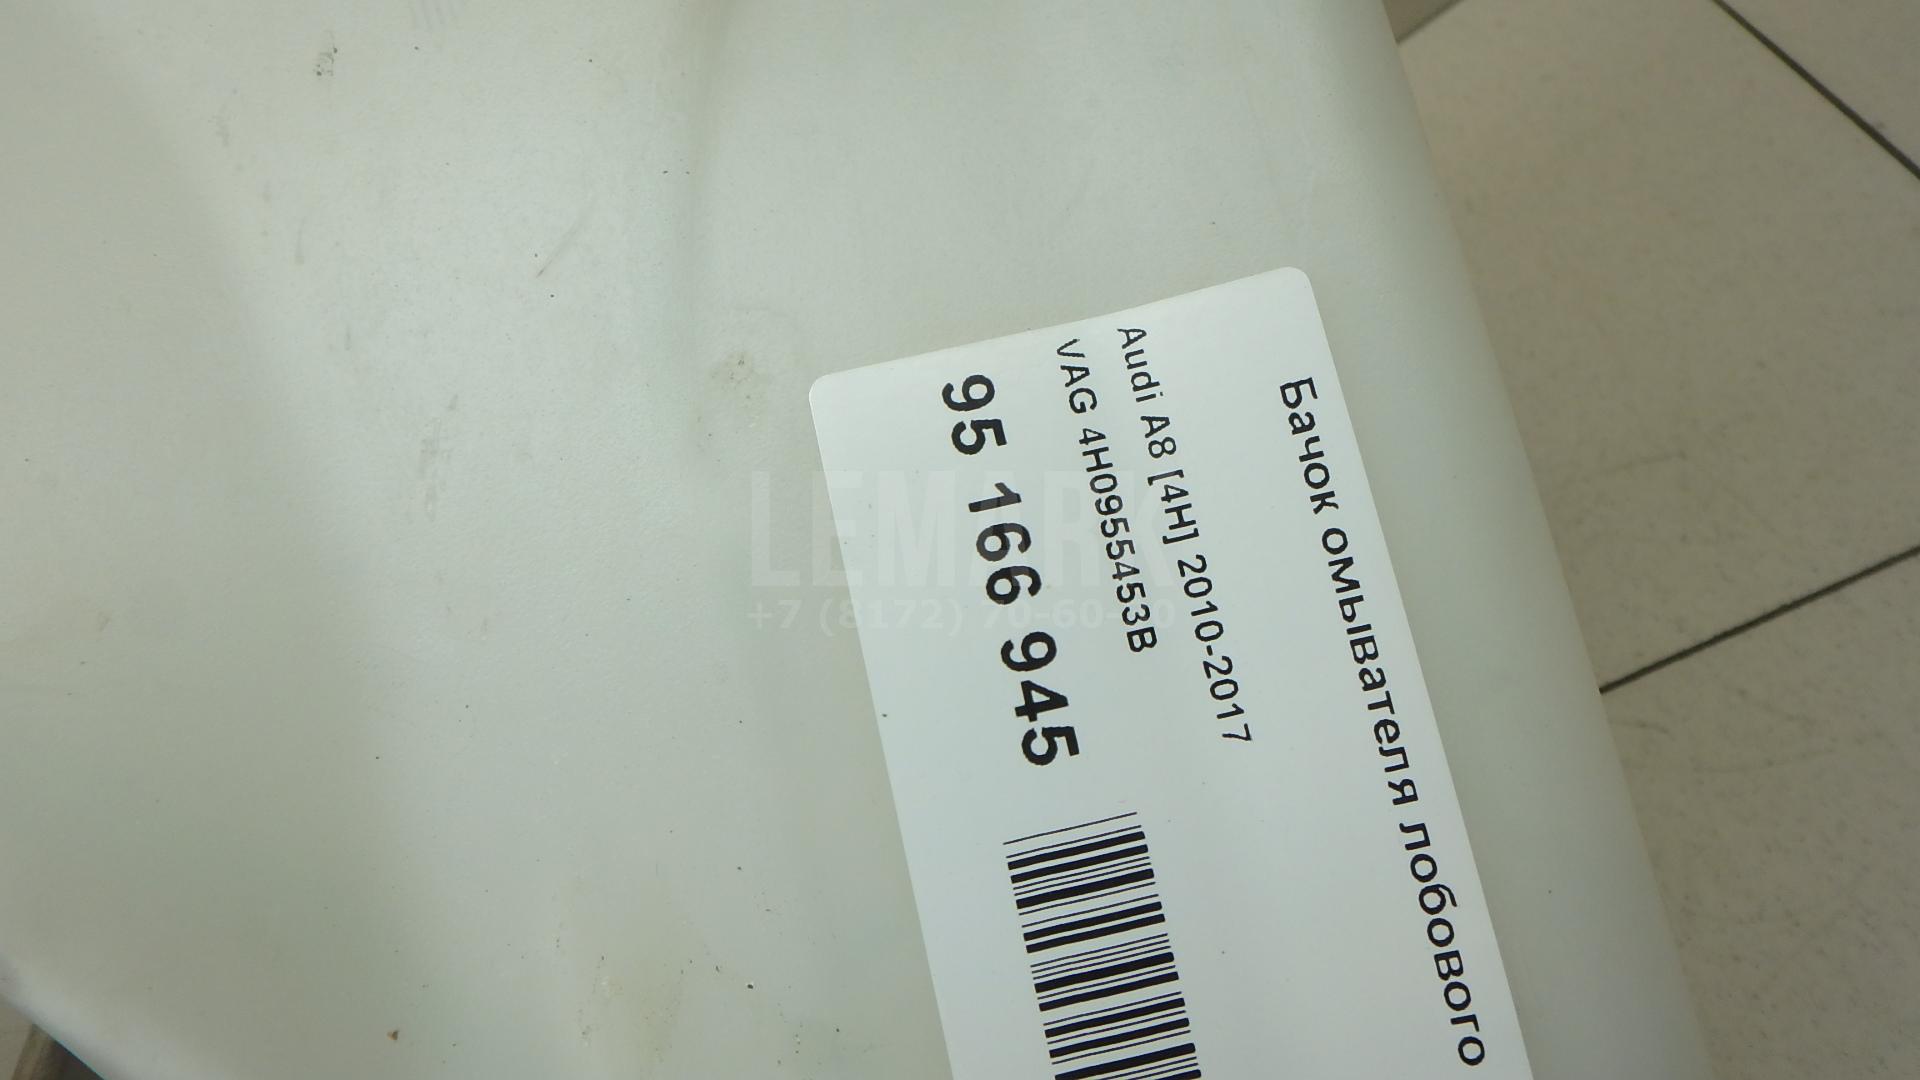 Бачок омывателя лобового
Audi A8 [4H] 2010-2017
VAG 4H0955453B
95 166 945
LEMARK